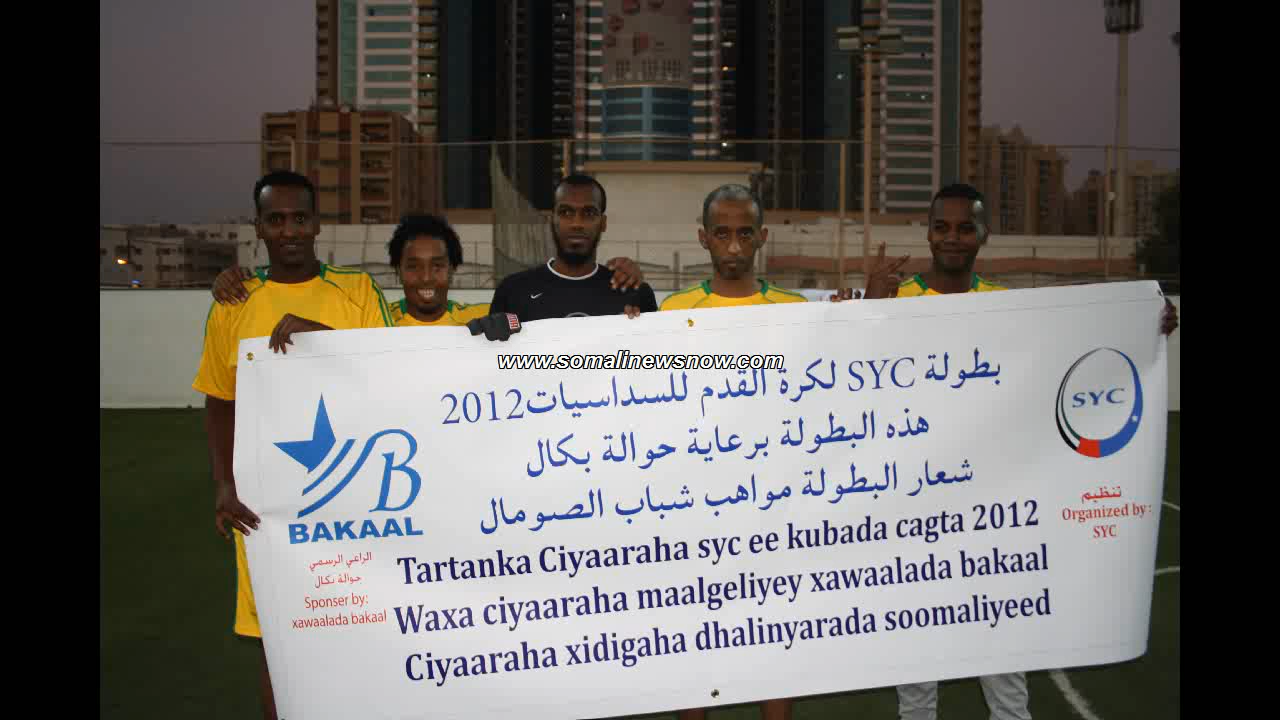 www.somalinewsnow.com
بطولة SYC لكرة القدم للسداسيات2012
هذه البطولة برعاية حوالة بكال
شعار البطولة مواهب شباب الصومال
Tartanka Ciyaaraha syc ee kubada cagta 2012
Waxa ciyaaraha maalgeliyey xawaalada bakaal
Ciyaaraha xidigaha dhalinyarada soomaliyeed
B
BAKAAL
الراعي الرسمي
حوالة بكال
Sponser by:
xawaalada bakaal
SYC
تنظيم
Organized by:
SYC